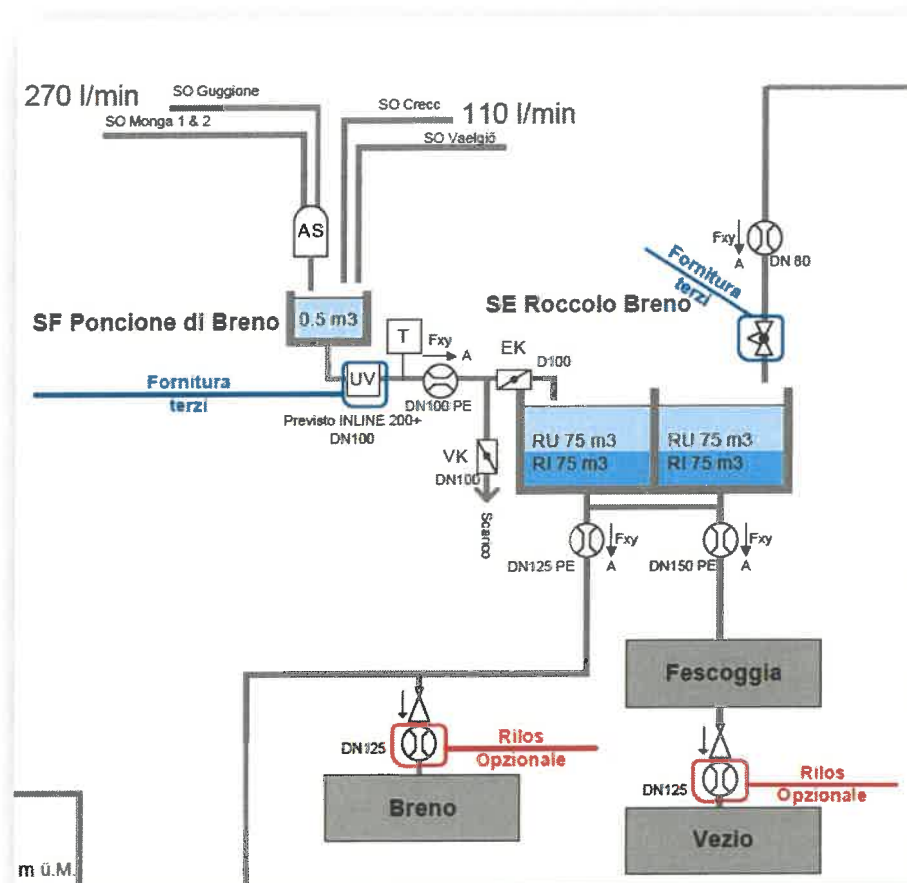 270 l/min
SO Guggione
SO Monga 1 & 2
SO Crecc
110 l/min
SO Vaelgiö
AS
SF Poncione di Breno
0.5 m3
Fornitura
terzi
UV
Previsto INLINE 200+
DN100
T
Fxy
A
DN100 PE
EK
D100
VK
DN100
Scarico
SE Roccolo Breno
Fornitura
terzi
Fxy
A
DN 80
RU 75 m3
RI 75 m3
RU 75 m3
RI 75 m3
DN125 PE
Fxy
A
DN150 PE
Fxy
A
Fescoggia
DN125
Rilos
Opzionale
Breno
DN125
Rilos
Opzionale
Vezio
m ü.M.